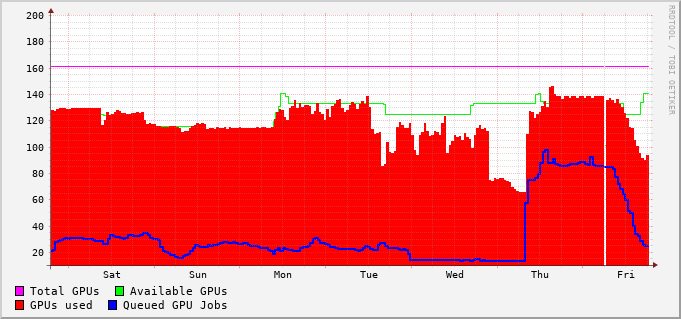 200
180
160
140
120
100
80
60
40
20
Sat Sun Mon Tue Wed Thu Fri
Total GPUs Available GPUs
GPUs used Queued GPU Jobs
RRDTOOL / TOBI OETIKER